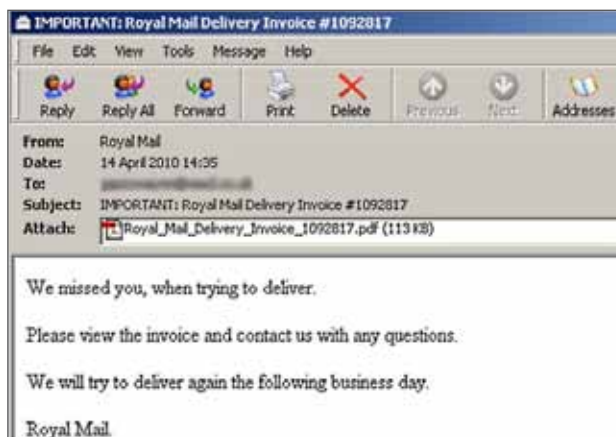 IMPORTANT: Royal Mail Delivery Invoice #1092817
File Edit View Tools Message Help
Reply Reply All Forward Print Delete Previous Next Addresses
From: Royal Mail
Date: 14 April 2010 14:35
To:
Subject: IMPORTANT: Royal Mail Delivery Invoice #1092817
Attach: Royal_Mail_Delivery_Invoice_1092817.pdf (113 KB)
We missed you, when trying to deliver.
Please view the invoice and contact us with any questions.
We will try to deliver again the following business day.
Royal Mail.